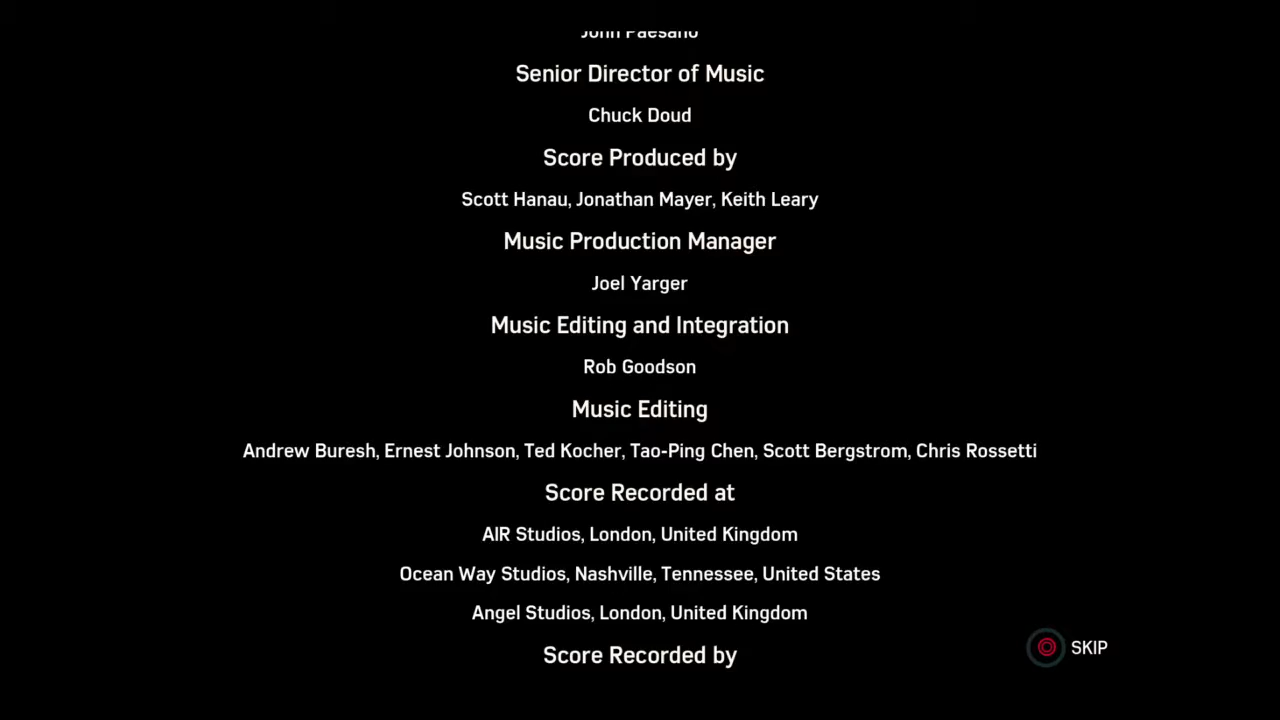 John Paesano
Senior Director of Music
Chuck Doud
Score Produced by
Scott Hanau, Jonathan Mayer, Keith Leary
Music Production Manager
Joel Yarger
Music Editing and Integration
Rob Goodson
Music Editing
Andrew Buresh, Ernest Johnson, Ted Kocher, Tao-Ping Chen, Scott Bergstrom, Chris Rossetti
Score Recorded at
AIR Studios, London, United Kingdom
Ocean Way Studios, Nashville, Tennessee, United States
Angel Studios, London, United Kingdom
SKIP
Score Recorded by